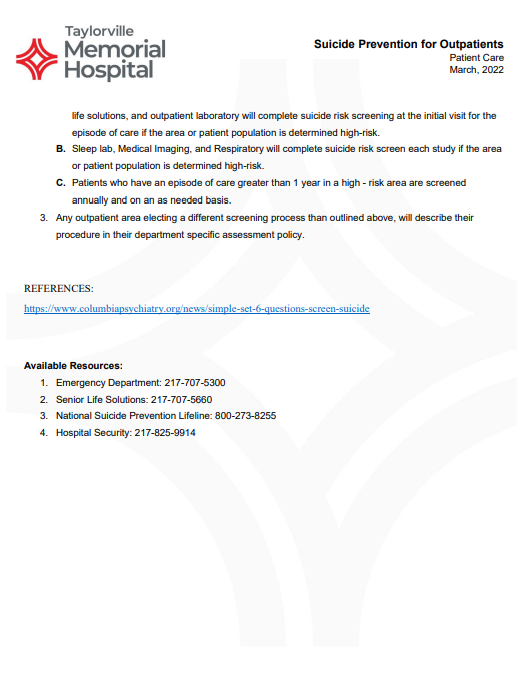 Taylorville
Memorial
Hospital
Suicide Prevention for Outpatients
Patient Care
March, 2022
life solutions, and outpatient laboratory will complete suicide risk screening at the initial visit for the
episode of care if the area or patient population is determined high-risk.
B. Sleep lab, Medical Imaging, and Respiratory will complete suicide risk screen each study if the area
or patient population is determined high-risk.
C. Patients who have an episode of care greater than 1 year in a high - risk area are screened
annually and on an as needed basis.
3. Any outpatient area electing a different screening process than outlined above, will describe their
procedure in their department specific assessment policy.
REFERENCES:
https://www.columbiapsychiatry.org/news/simple-set-6-questions-screen-suicide
Available Resources:
1. Emergency Department: 217-707-5300
2. Senior Life Solutions: 217-707-5660
3. National Suicide Prevention Lifeline: 800-273-8255
4. Hospital Security: 217-825-9914